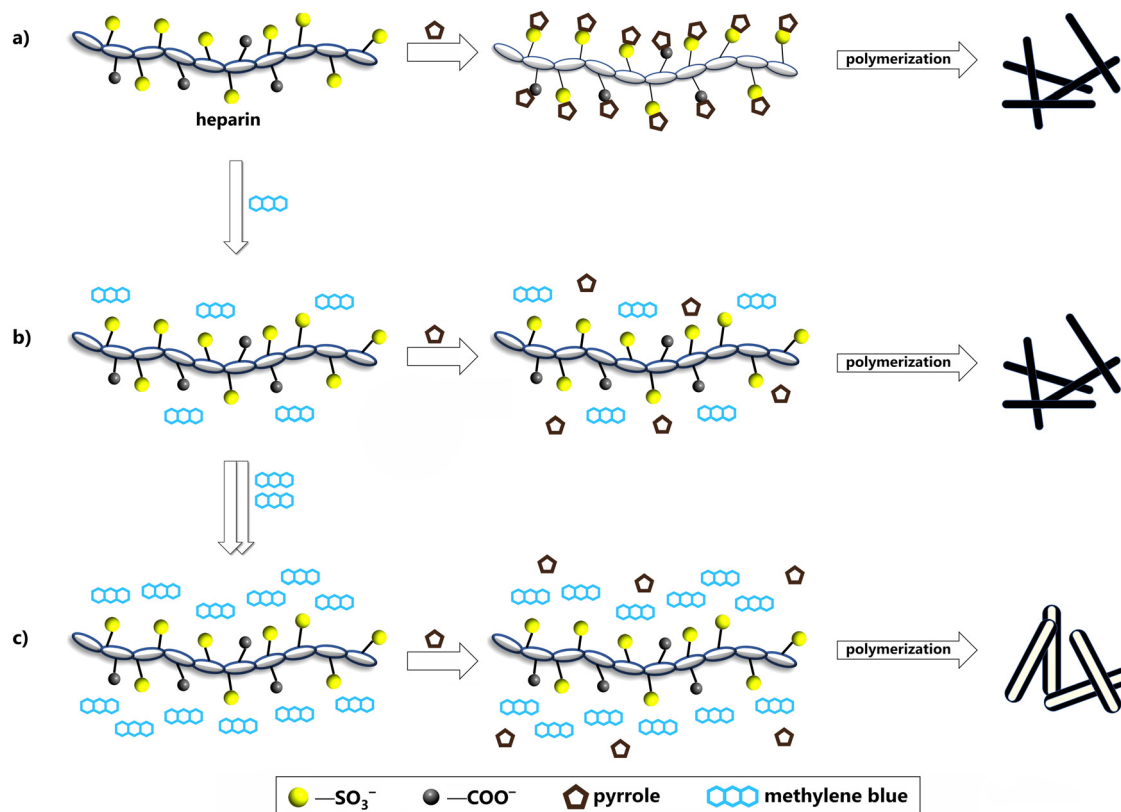 a)
heparin
polymerization
b)
polymerization
c)
polymerization
—SO₃⁻ —COO⁻ pyrrole methylene blue